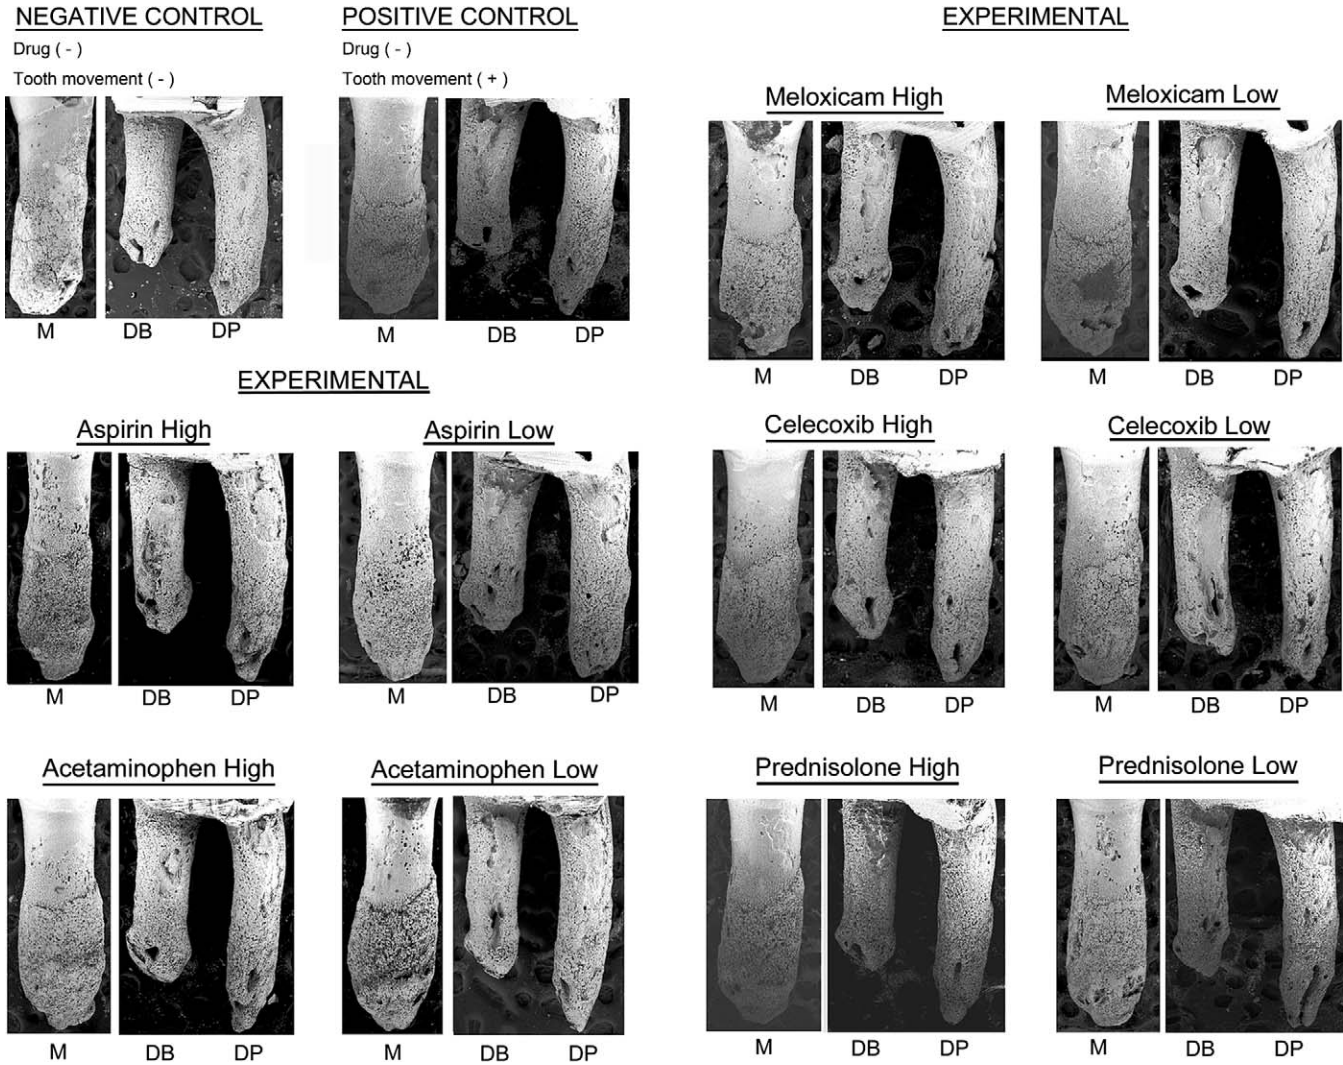 NEGATIVE CONTROL
Drug ( - )
Tooth movement ( - )
M
DB
DP
POSITIVE CONTROL
Drug ( - )
Tooth movement ( + )
M
DB
DP
EXPERIMENTAL
Aspirin High
M
DB
DP
Aspirin Low
M
DB
DP
Acetaminophen High
M
DB
DP
Acetaminophen Low
M
DB
DP
EXPERIMENTAL
Meloxicam High
M
DB
DP
Meloxicam Low
M
DB
DP
Celecoxib High
M
DB
DP
Celecoxib Low
M
DB
DP
Prednisolone High
M
DB
DP
Prednisolone Low
M
DB
DP